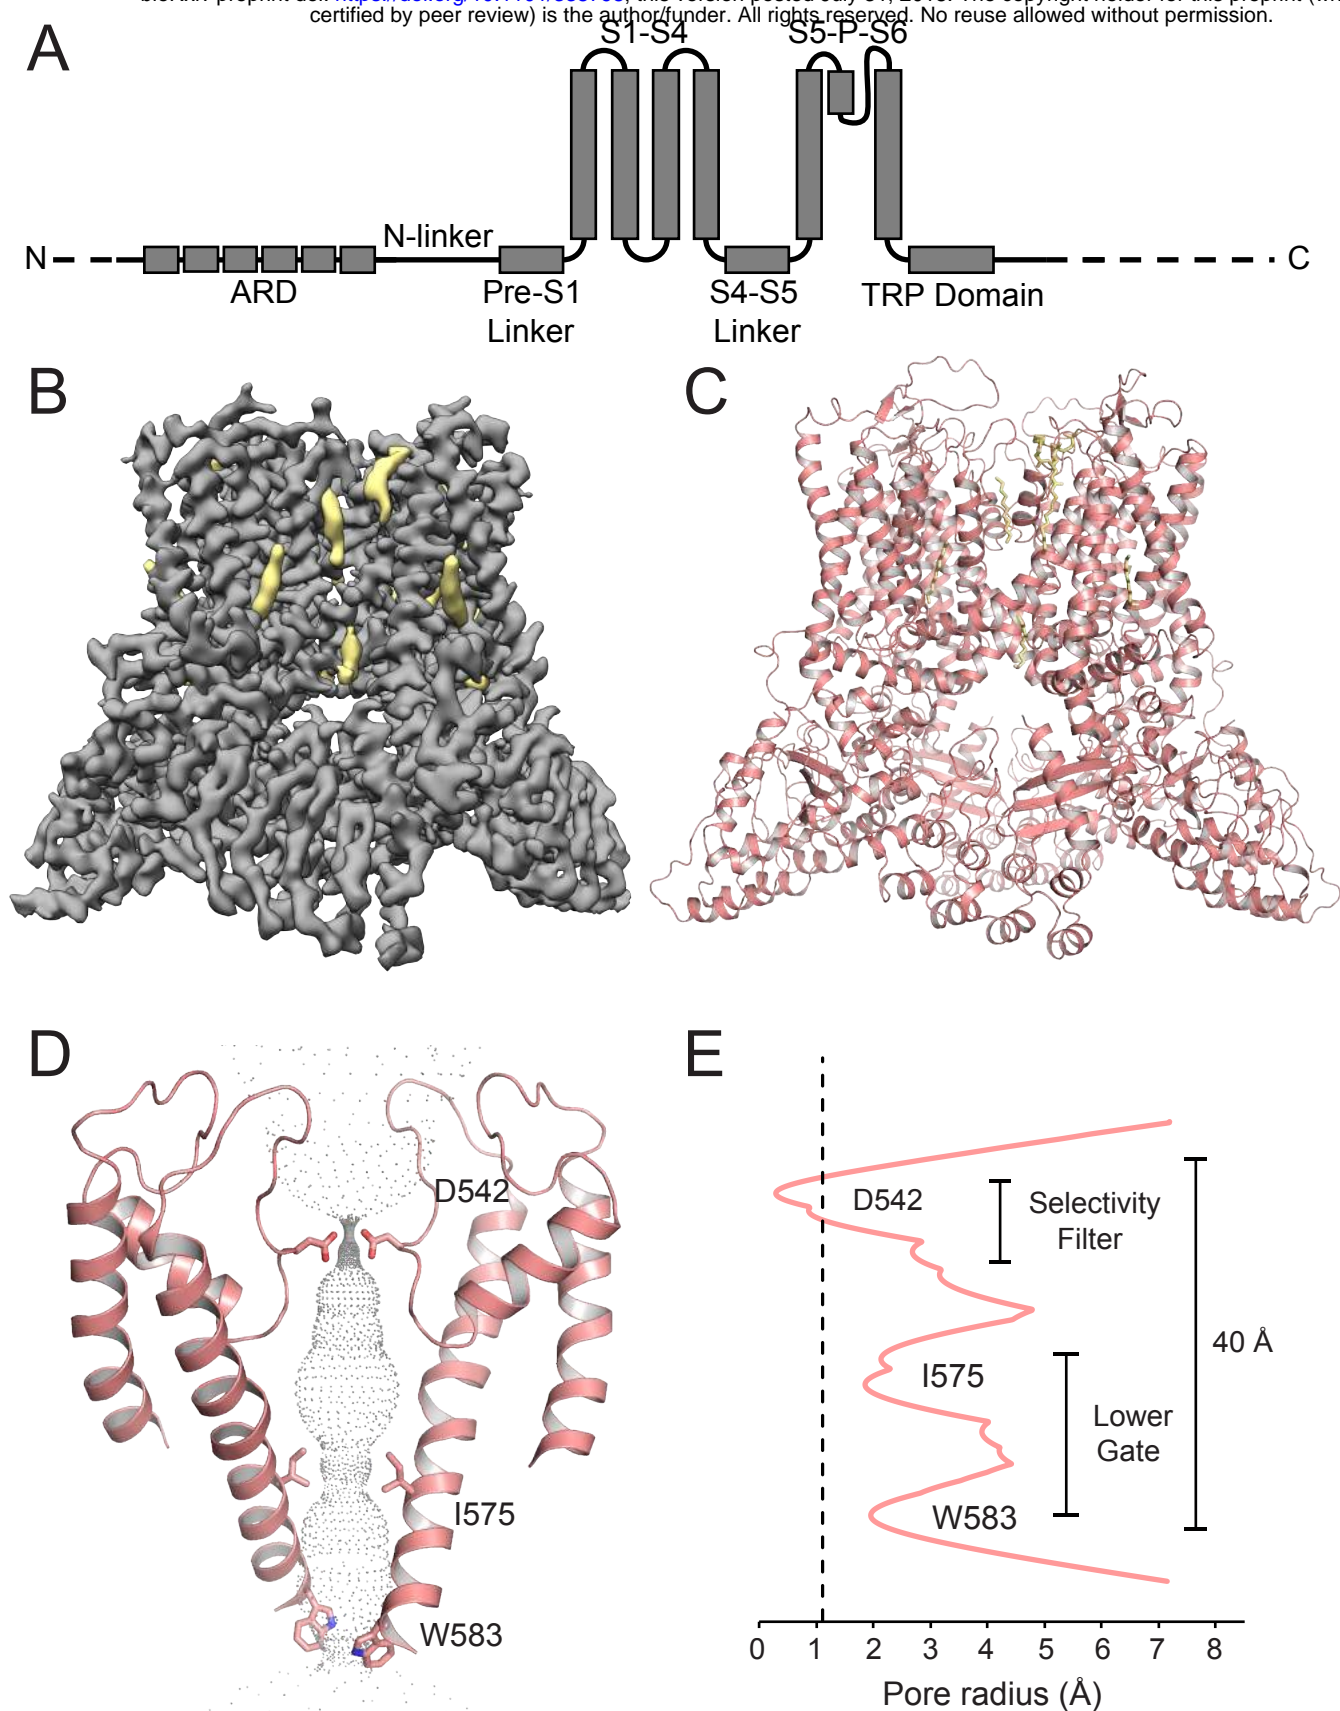 certified by peer review) is the author/funder. All rights reserved. No reuse allowed without permission.
A
S1-S4
S5-P-S6
N
N-linker
C
ARD
Pre-S1
Linker
S4-S5
Linker
TRP Domain
B
C
D
D542
I575
W583
E
D542
Selectivity
Filter
I575
40 Å
Lower
Gate
W583
0 1 2 3 4 5 6 7 8
Pore radius (Å)